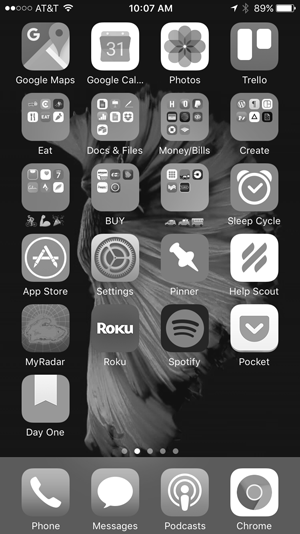 AT&T 10:07 AM 89%
31
Google Maps Google Cal... Photos Trello
EAT
Eat Docs & Files Money/Bills Create
BUY Sleep Cycle
App Store Settings Pinner Help Scout
ROKU
MyRadar Roku Spotify Pocket
Day One
Phone Messages Podcasts Chrome